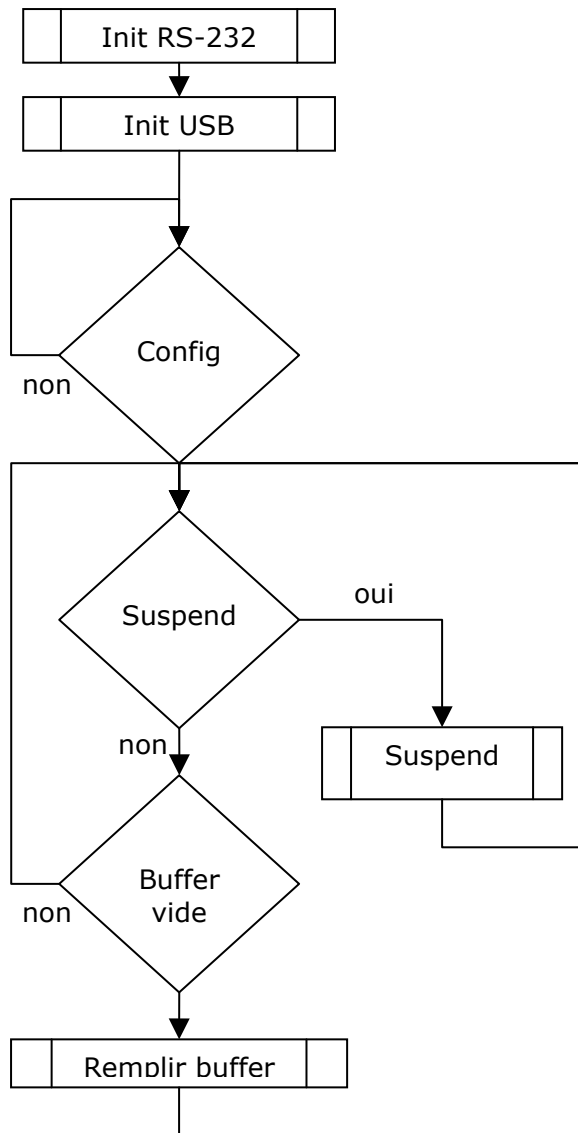 Init RS-232
Init USB
Config
non
Suspend
oui
non
Suspend
Buffer
vide
non
Remplir buffer